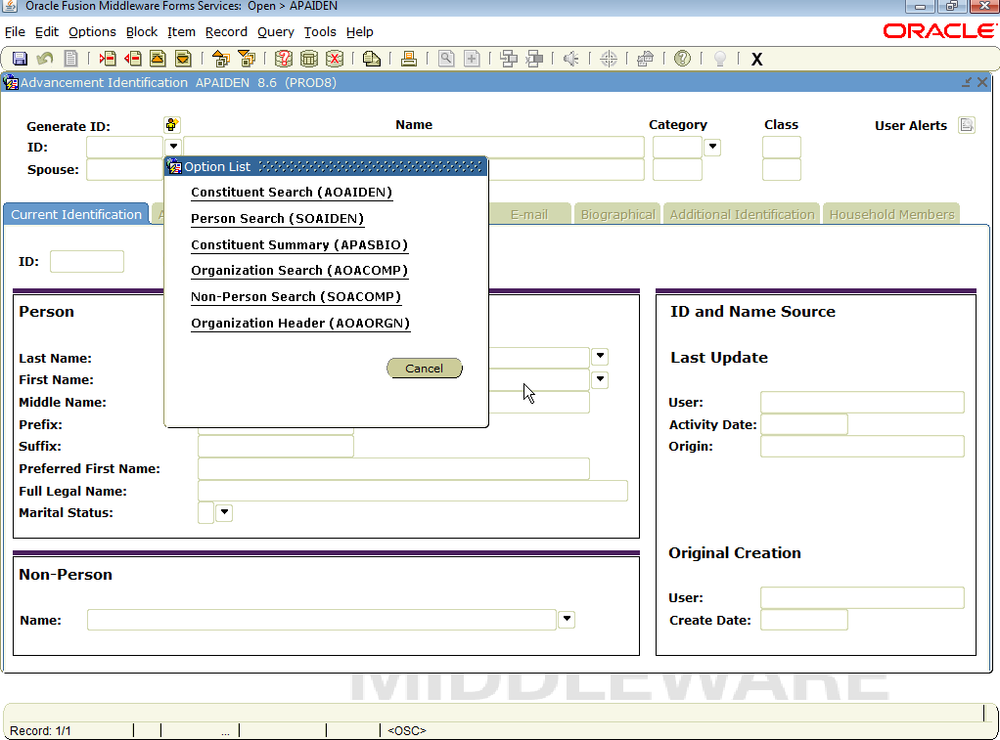 Oracle Fusion Middleware Forms Services: Open > APAIDEN
File Edit Options Block Item Record Query Tools Help
ORACLE
X
Advancement Identification APAIDEN 8.6 (PROD8)
Generate ID: Name Category Class User Alerts
ID:
Spouse:
Option List
Constituent Search (AOAIDEN)
Person Search (SOAIDEN)
Constituent Summary (APASBIO)
Organization Search (AOACOMP)
Non-Person Search (SOACOMP)
Organization Header (AOAORGN)
Cancel
Current Identification E-mail Biographical Additional Identification Household Members
ID:
Person
Last Name:
First Name:
Middle Name:
Prefix:
Suffix:
Preferred First Name:
Full Legal Name:
Marital Status:
ID and Name Source
Last Update
User:
Activity Date:
Origin:
Original Creation
User:
Create Date:
Non-Person
Name:
MIDDLEWARE
Record: 1/1 ... <OSC>